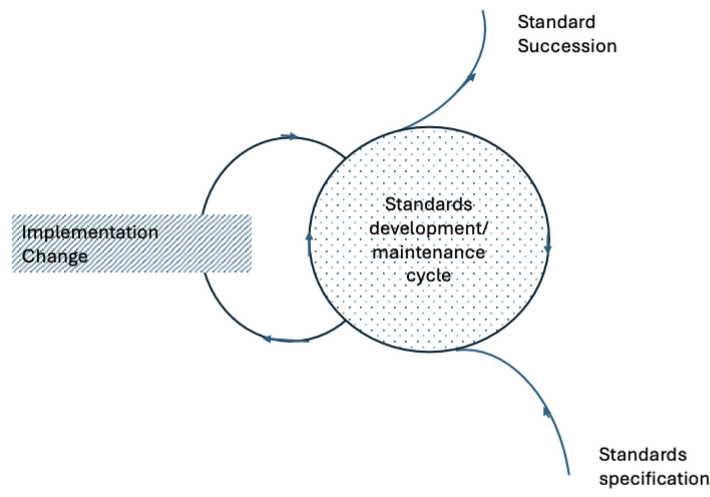 Standard
Succession
Standards
development/
maintenance
cycle
Implementation
Change
Standards
specification